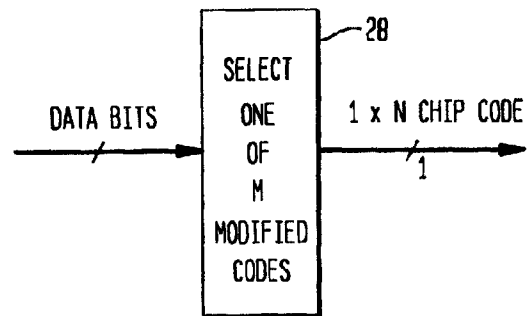 28
SELECT
ONE
OF
M
MODIFIED
CODES
DATA BITS
1 x N CHIP CODE
1